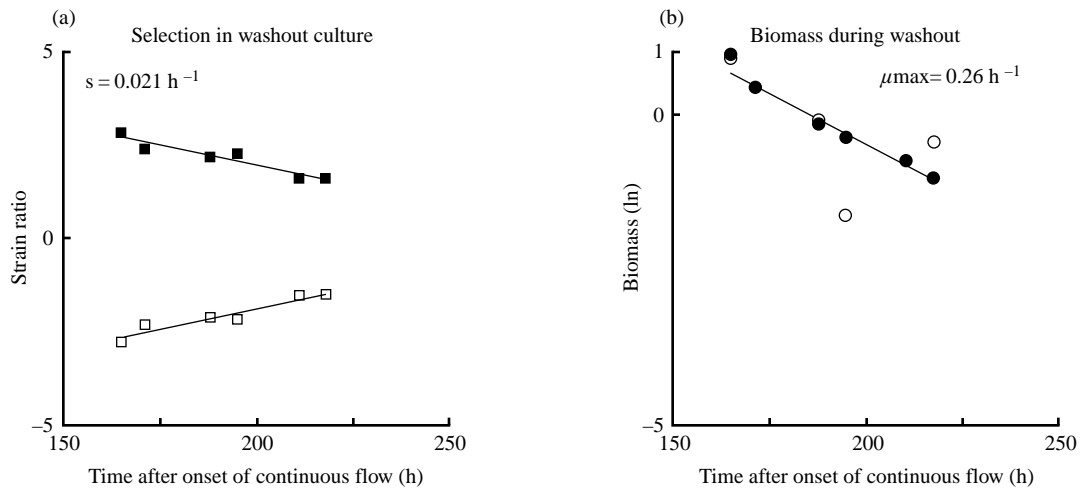 (a)
Selection in washout culture
5
s = 0.021 h⁻¹
0
−5
Strain ratio
150 200 250
Time after onset of continuous flow (h)
(b)
Biomass during washout
1
μmax= 0.26 h⁻¹
0
−5
Biomass (ln)
150 200 250
Time after onset of continuous flow (h)